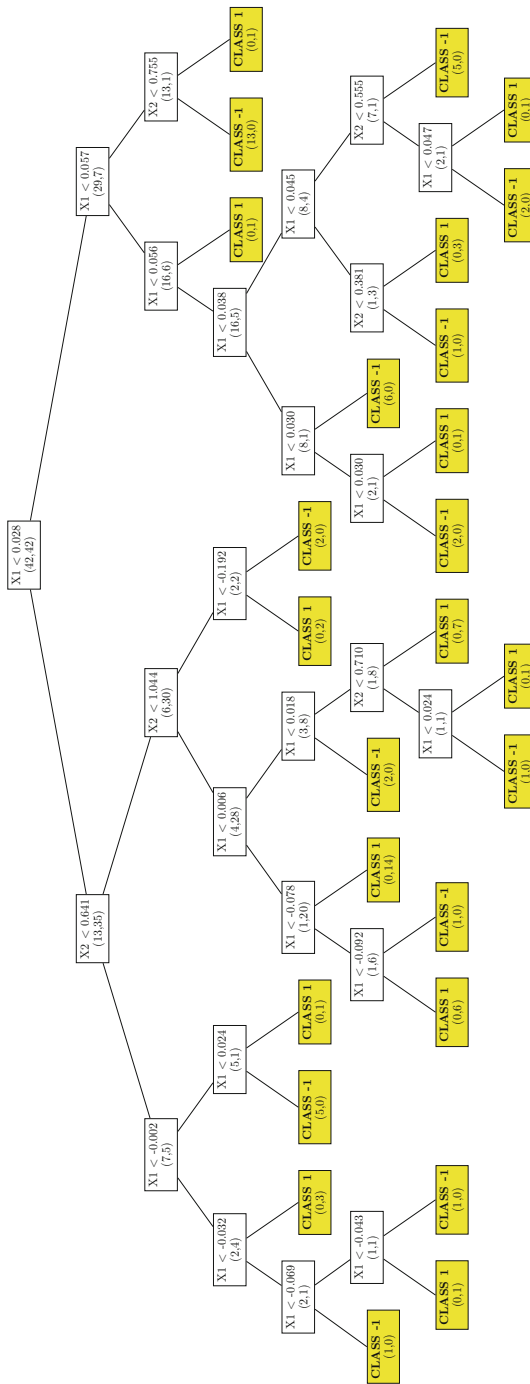 X1 < 0.028
(42,42)
X2 < 0.641
(13,35)
X1 < 0.057
(29,7)
X1 < -0.002
(7,5)
X2 < 1.044
(6,30)
X1 < 0.056
(16,6)
X2 < 0.755
(13,1)
X1 < -0.032
(2,4)
X1 < 0.024
(5,1)
X1 < 0.006
(4,28)
X1 < -0.192
(2,2)
X1 < 0.038
(16,5)
CLASS 1
(0,1)
CLASS -1
(13,0)
CLASS 1
(0,1)
X1 < -0.069
(2,1)
CLASS 1
(0,3)
CLASS -1
(5,0)
CLASS 1
(0,1)
X1 < -0.078
(1,20)
X1 < 0.018
(3,8)
CLASS 1
(0,2)
CLASS -1
(2,0)
X1 < 0.030
(8,1)
X1 < 0.045
(8,4)
CLASS -1
(1,0)
X1 < -0.043
(1,1)
X1 < -0.092
(1,6)
CLASS 1
(0,14)
CLASS -1
(2,0)
X2 < 0.710
(1,8)
X1 < 0.030
(2,1)
CLASS -1
(6,0)
X2 < 0.381
(1,3)
X2 < 0.555
(7,1)
CLASS 1
(0,1)
CLASS -1
(1,0)
CLASS 1
(0,6)
CLASS -1
(1,0)
X1 < 0.024
(1,1)
CLASS 1
(0,7)
CLASS -1
(2,0)
CLASS 1
(0,1)
CLASS -1
(1,0)
CLASS 1
(0,3)
X1 < 0.047
(2,1)
CLASS -1
(5,0)
CLASS -1
(1,0)
CLASS 1
(0,1)
CLASS -1
(2,0)
CLASS 1
(0,1)